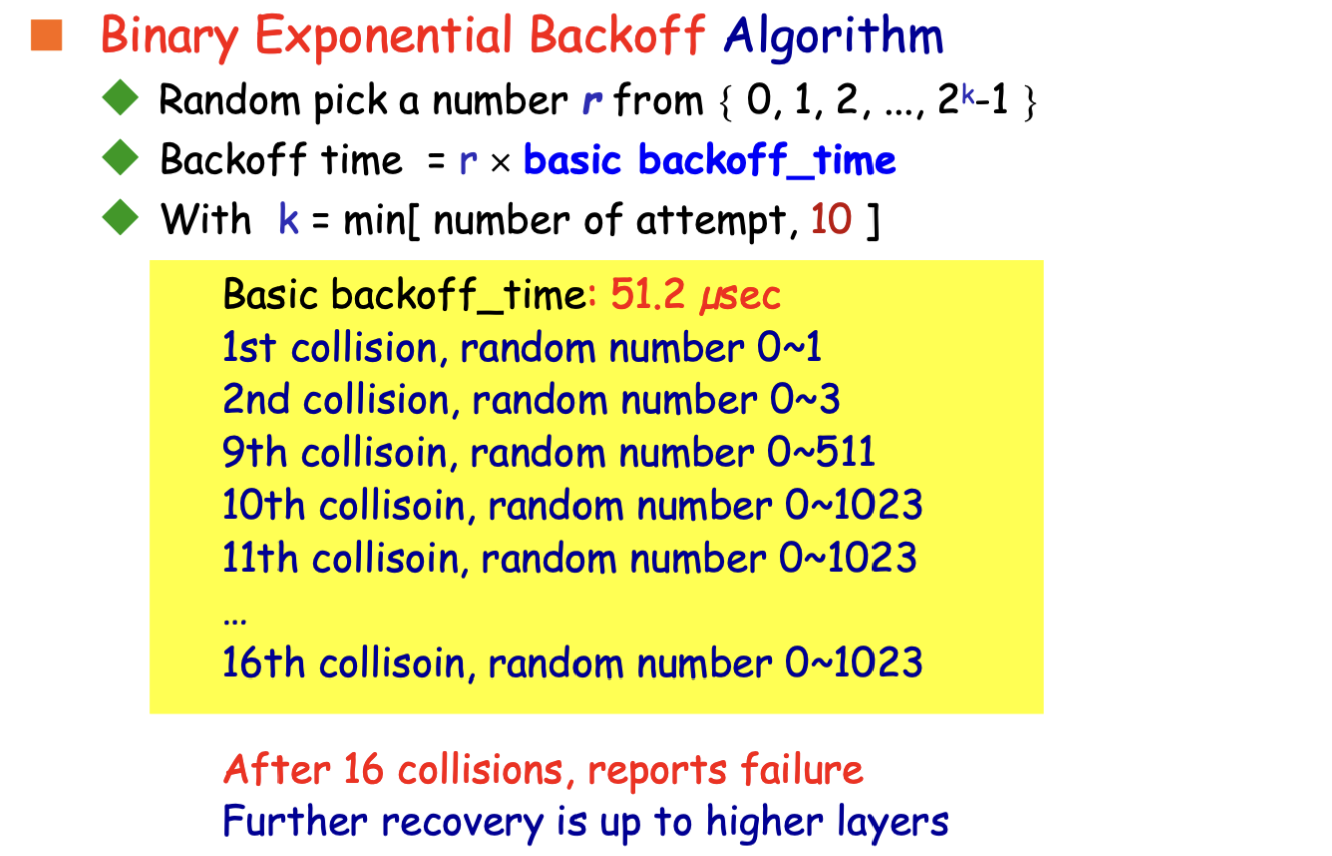 Binary Exponential Backoff Algorithm
Random pick a number r from { 0, 1, 2, ..., 2ᵏ-1 }
Backoff time = r × basic backoff_time
With k = min[ number of attempt, 10 ]
Basic backoff_time: 51.2 μsec
1st collision, random number 0~1
2nd collision, random number 0~3
9th collisoin, random number 0~511
10th collisoin, random number 0~1023
11th collisoin, random number 0~1023
...
16th collisoin, random number 0~1023
After 16 collisions, reports failure
Further recovery is up to higher layers